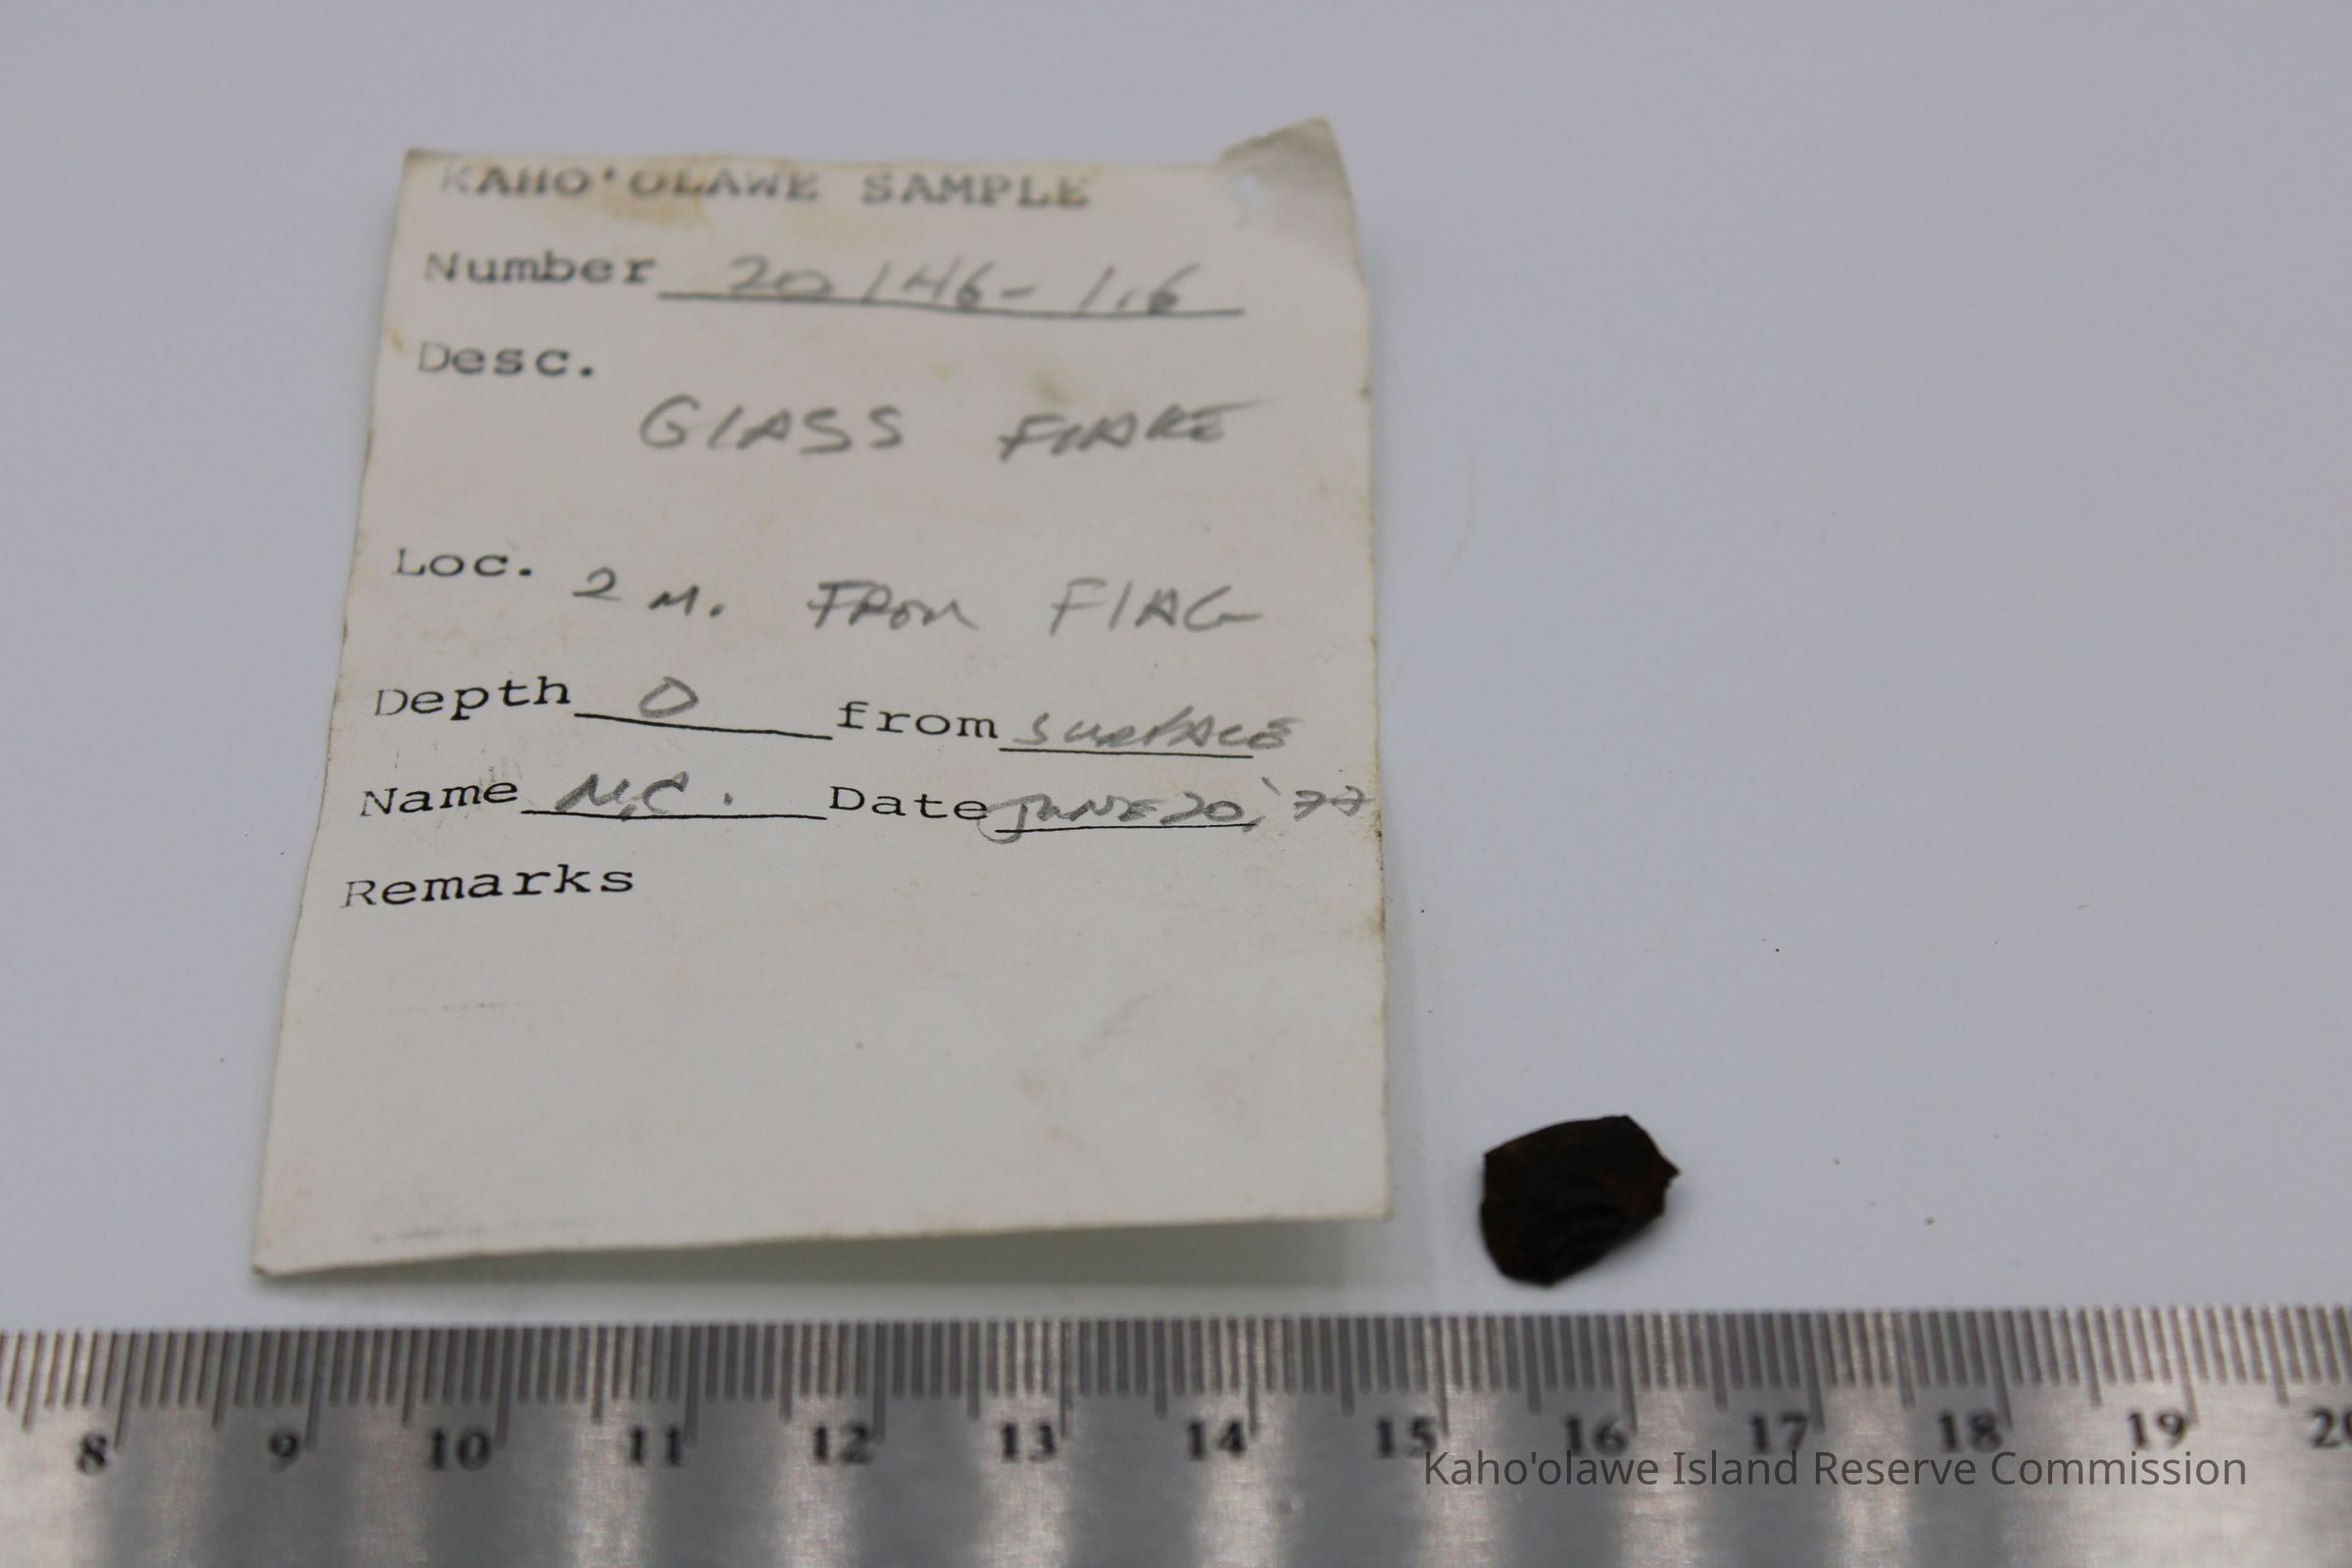 KAHO'OLAWE SAMPLE
Number 20146-1.6
Desc.
GLASS FLAKE
Loc. 2 M. FROM FLAG
Depth 0 from SURFACE
Name N.C. Date JUNE 20, '77
Remarks
8 9 10 11 12 13 14 15 16 17 18 19 20
Kaho'olawe Island Reserve Commission